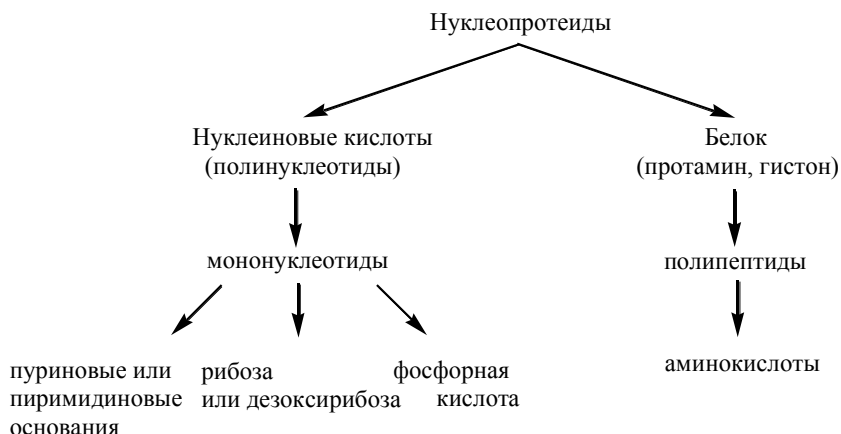 Нуклеопротеиды
Нуклеиновые кислоты
(полинуклеотиды)
Белок
(протамин, гистон)
мононуклеотиды
полипептиды
пуриновые или
пиримидиновые
основания
рибоза
или дезоксирибоза
фосфорная
кислота
аминокислоты